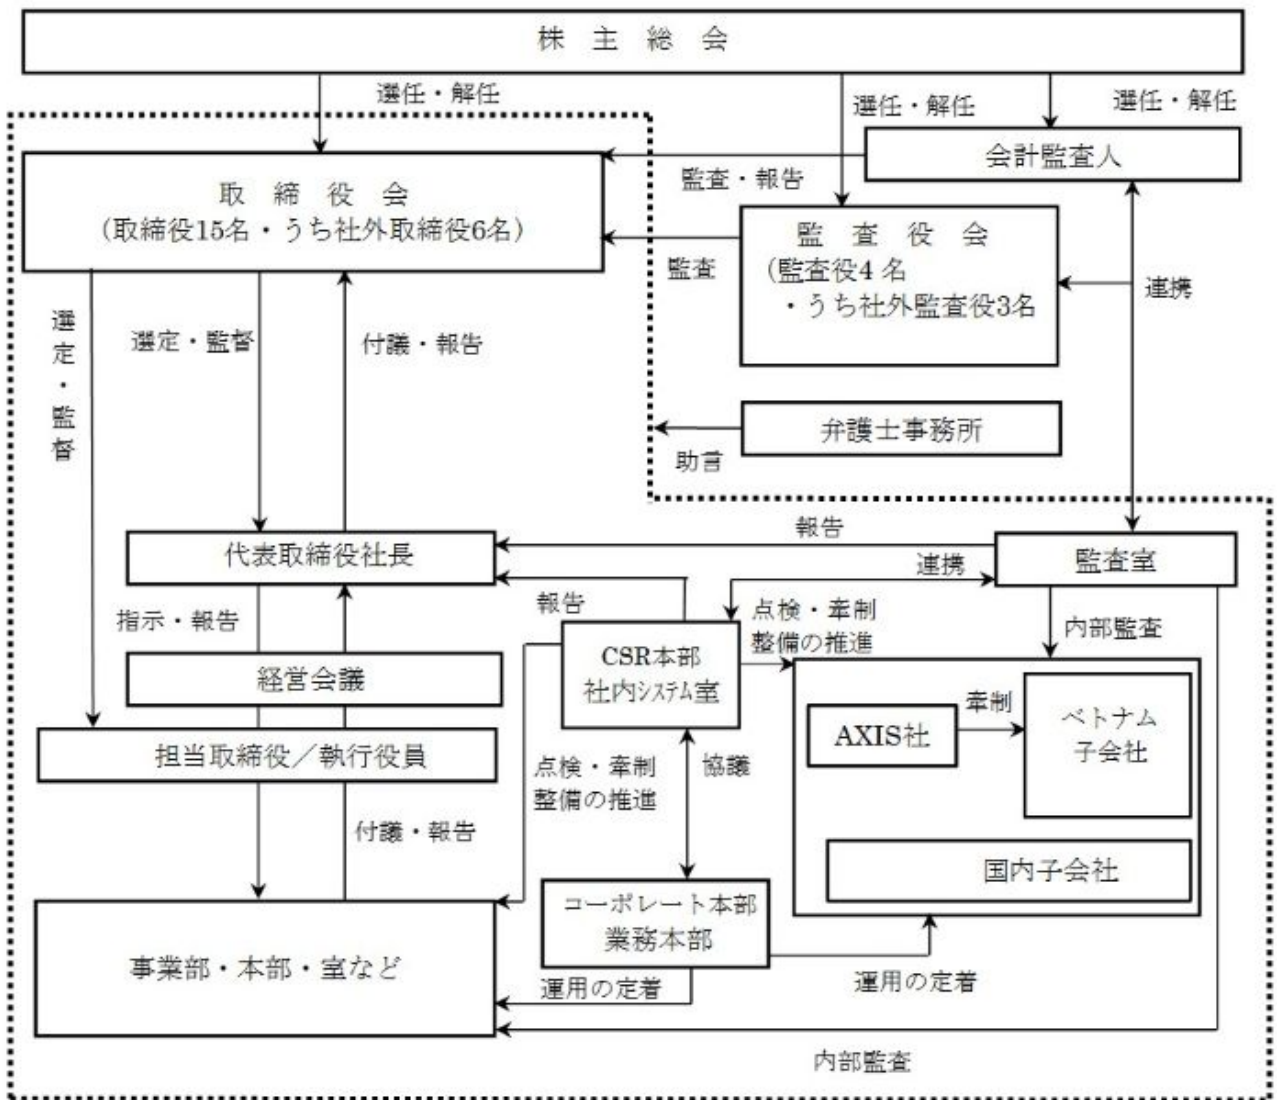 株主総会
選任・解任
選任・解任
選任・解任
会計監査人
取締役会
（取締役15名・うち社外取締役6名）
監査・報告
監査役会
（監査役4 名
・うち社外監査役3名
監査
連携
選定・監督
選定・監督
付議・報告
弁護士事務所
助言
代表取締役社長
報告
監査室
連携
指示・報告
報告
点検・牽制
整備の推進
内部監査
CSR本部
社内ｼｽﾃﾑ室
経営会議
AXIS社
牽制
ベトナム
子会社
担当取締役／執行役員
点検・牽制
整備の推進
協議
付議・報告
国内子会社
コーポレート本部
業務本部
事業部・本部・室など
運用の定着
運用の定着
内部監査